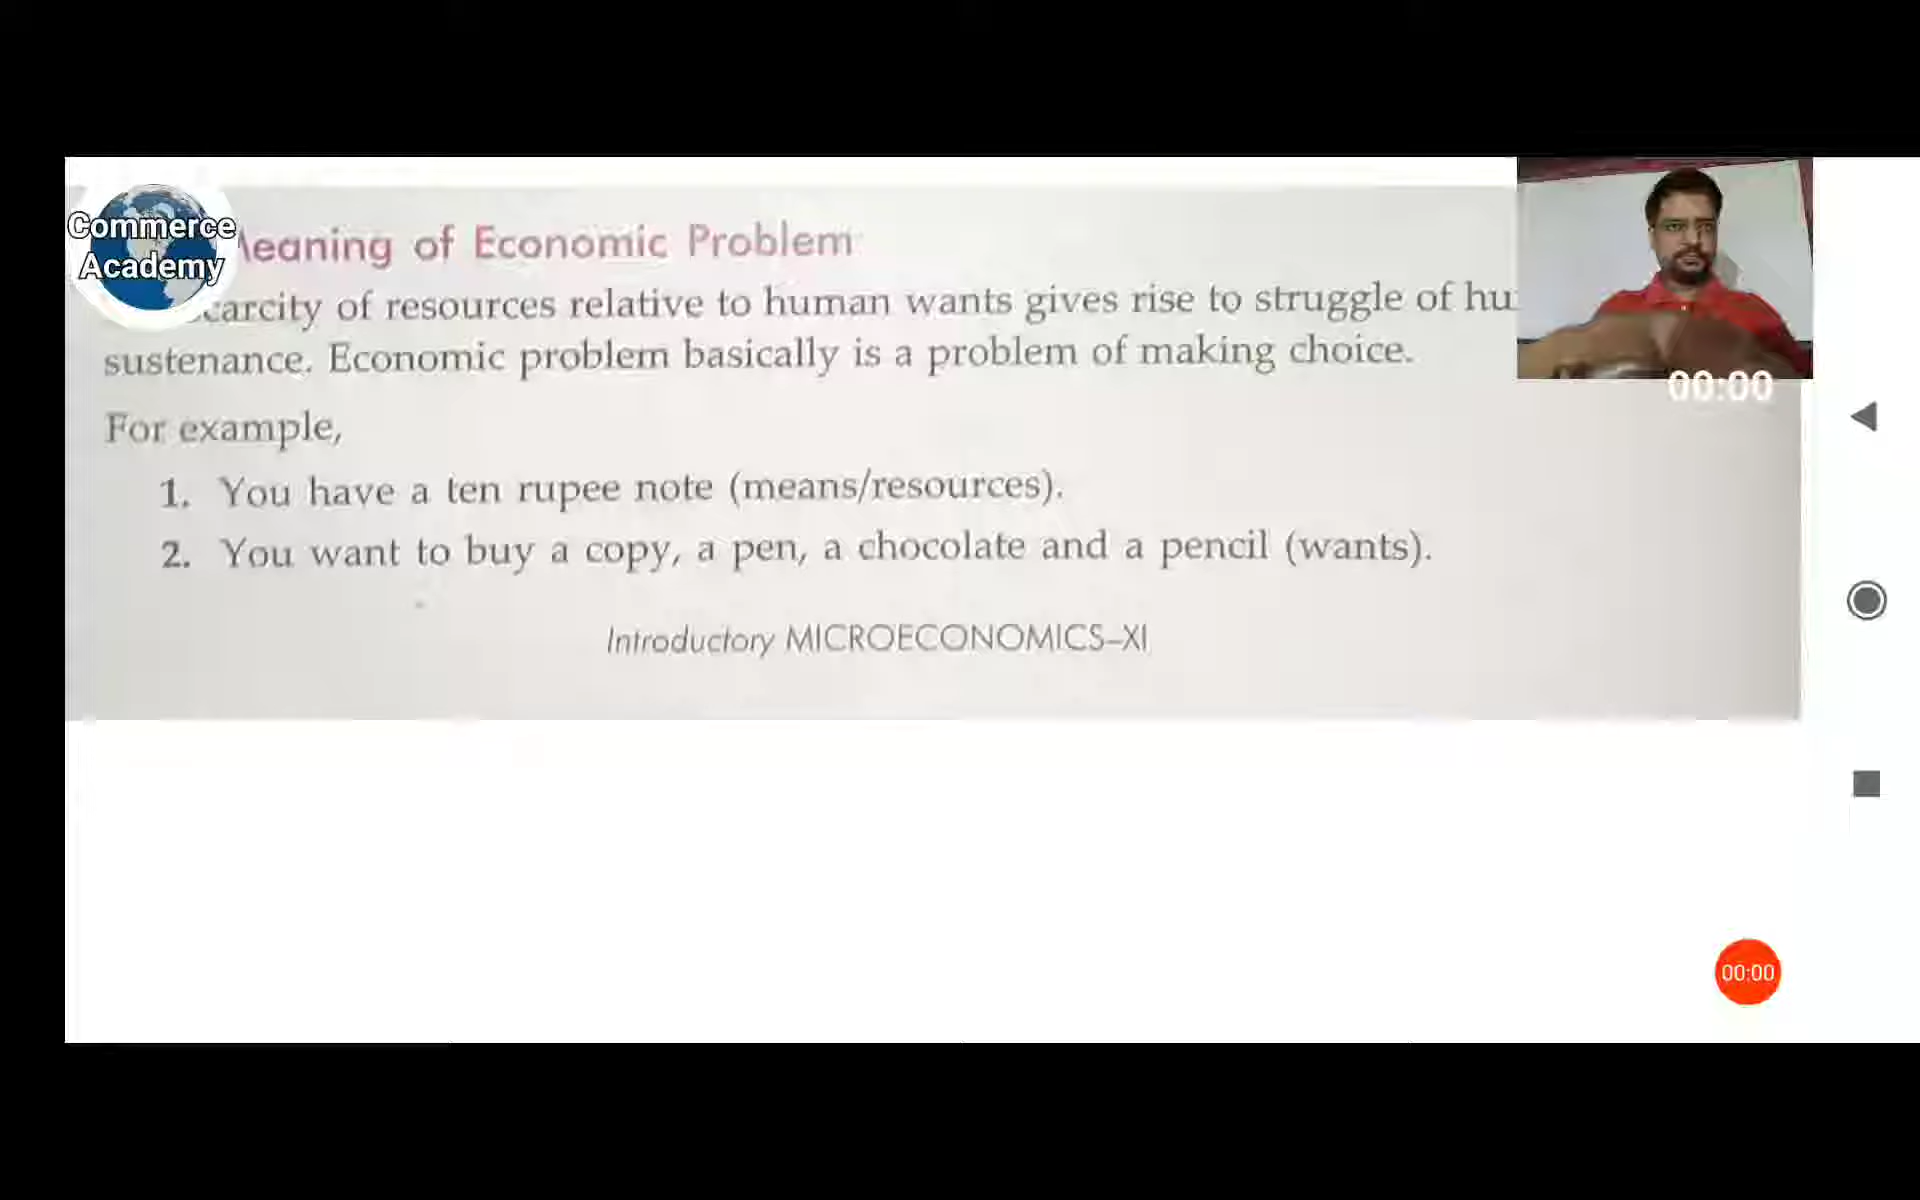 Commerce
Academy
Meaning of Economic Problem
carcity of resources relative to human wants gives rise to struggle of hu
sustenance. Economic problem basically is a problem of making choice.
00:00
For example,
1. You have a ten rupee note (means/resources).
2. You want to buy a copy, a pen, a chocolate and a pencil (wants).
Introductory MICROECONOMICS–XI
00:00